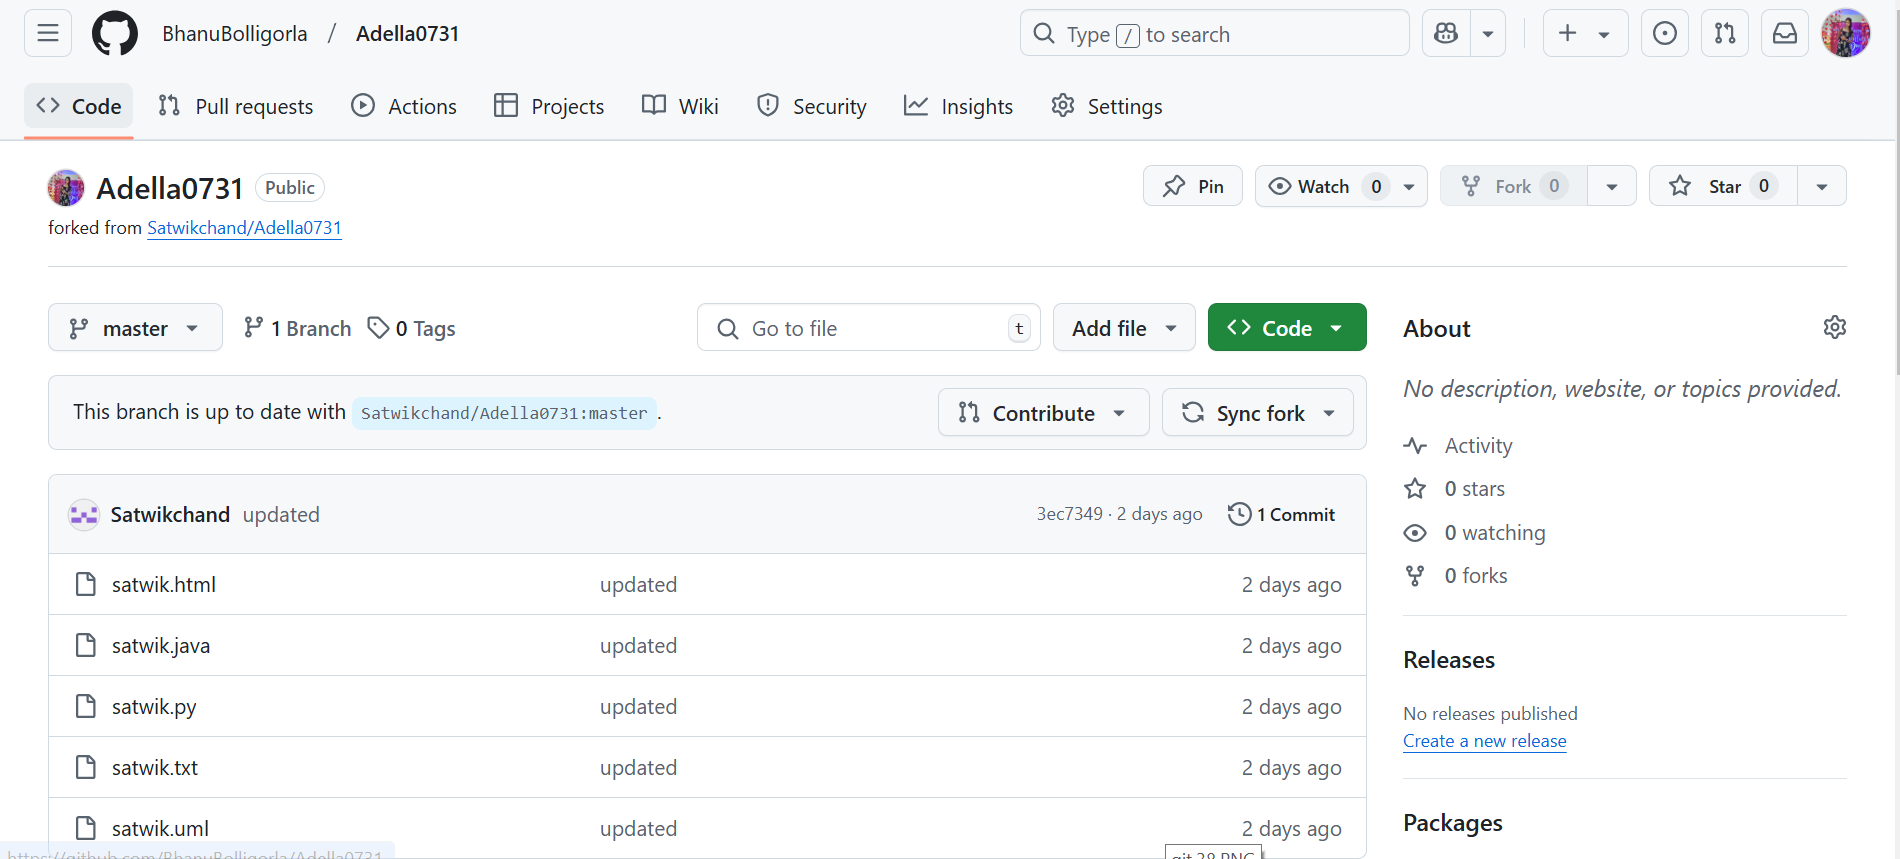 BhanuBolligorla / Adella0731
Type / to search
Code Pull requests Actions Projects Wiki Security Insights Settings
Adella0731 Public
Pin Watch 0 Fork 0 Star 0
forked from Satwikchand/Adella0731
master 1 Branch 0 Tags Go to file t Add file Code
About
This branch is up to date with Satwikchand/Adella0731:master.
Contribute Sync fork
No description, website, or topics provided.
Activity
0 stars
0 watching
0 forks
Satwikchand updated 3ec7349 · 2 days ago 1 Commit
satwik.html updated 2 days ago
satwik.java updated 2 days ago
satwik.py updated 2 days ago
satwik.txt updated 2 days ago
satwik.uml updated 2 days ago
Releases
No releases published
Create a new release
Packages
https://github.com/BhanuBolligorla/Adella0731
git 28.PNG